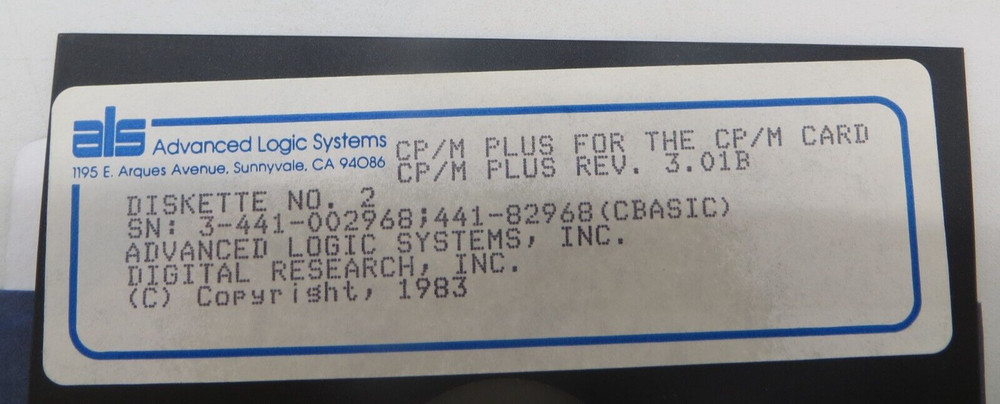 als Advanced Logic Systems
1195 E. Arques Avenue, Sunnyvale, CA 94086
CP/M PLUS FOR THE CP/M CARD
CP/M PLUS REV. 3.01B
DISKETTE NO. 2
SN: 3-441-002968;441-82968(CBASIC)
ADVANCED LOGIC SYSTEMS, INC.
DIGITAL RESEARCH, INC.
(C) Copyright, 1983